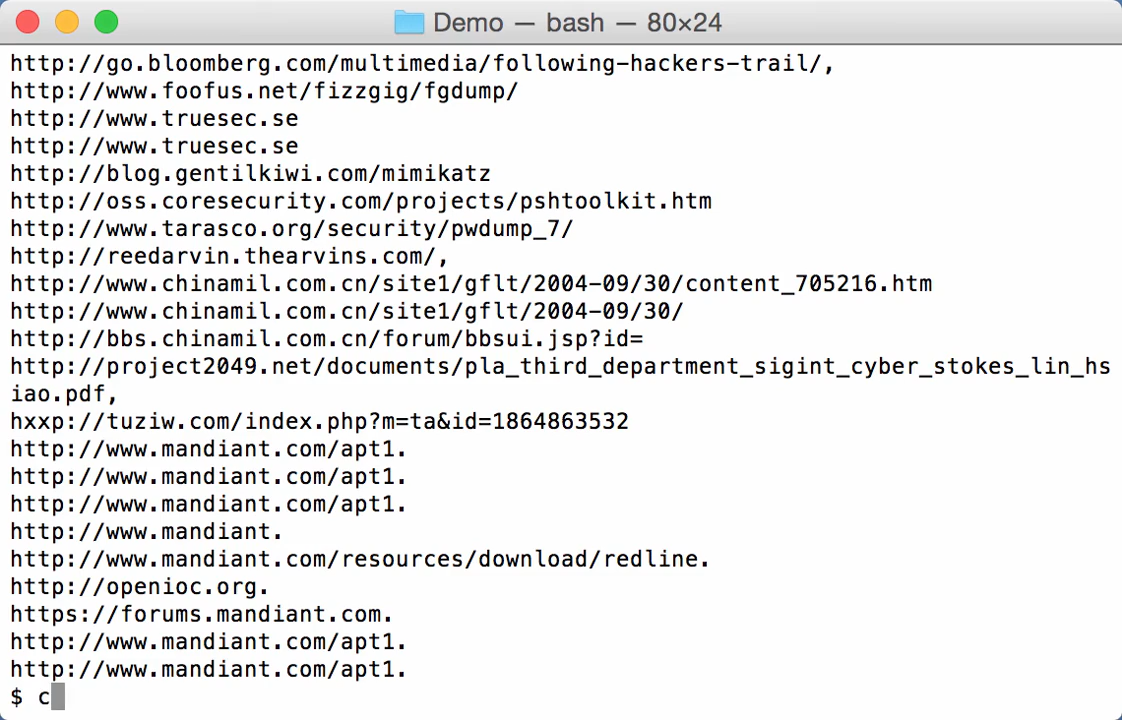 Demo — bash — 80×24
http://go.bloomberg.com/multimedia/following-hackers-trail/,
http://www.foofus.net/fizzgig/fgdump/
http://www.truesec.se
http://www.truesec.se
http://blog.gentilkiwi.com/mimikatz
http://oss.coresecurity.com/projects/pshtoolkit.htm
http://www.tarasco.org/security/pwdump_7/
http://reedarvin.thearvins.com/,
http://www.chinamil.com.cn/site1/gflt/2004-09/30/content_705216.htm
http://www.chinamil.com.cn/site1/gflt/2004-09/30/
http://bbs.chinamil.com.cn/forum/bbsui.jsp?id=
http://project2049.net/documents/pla_third_department_sigint_cyber_stokes_lin_hs
iao.pdf,
hxxp://tuziw.com/index.php?m=ta&id=1864863532
http://www.mandiant.com/apt1.
http://www.mandiant.com/apt1.
http://www.mandiant.com/apt1.
http://www.mandiant.
http://www.mandiant.com/resources/download/redline.
http://openioc.org.
https://forums.mandiant.com.
http://www.mandiant.com/apt1.
http://www.mandiant.com/apt1.
$ c